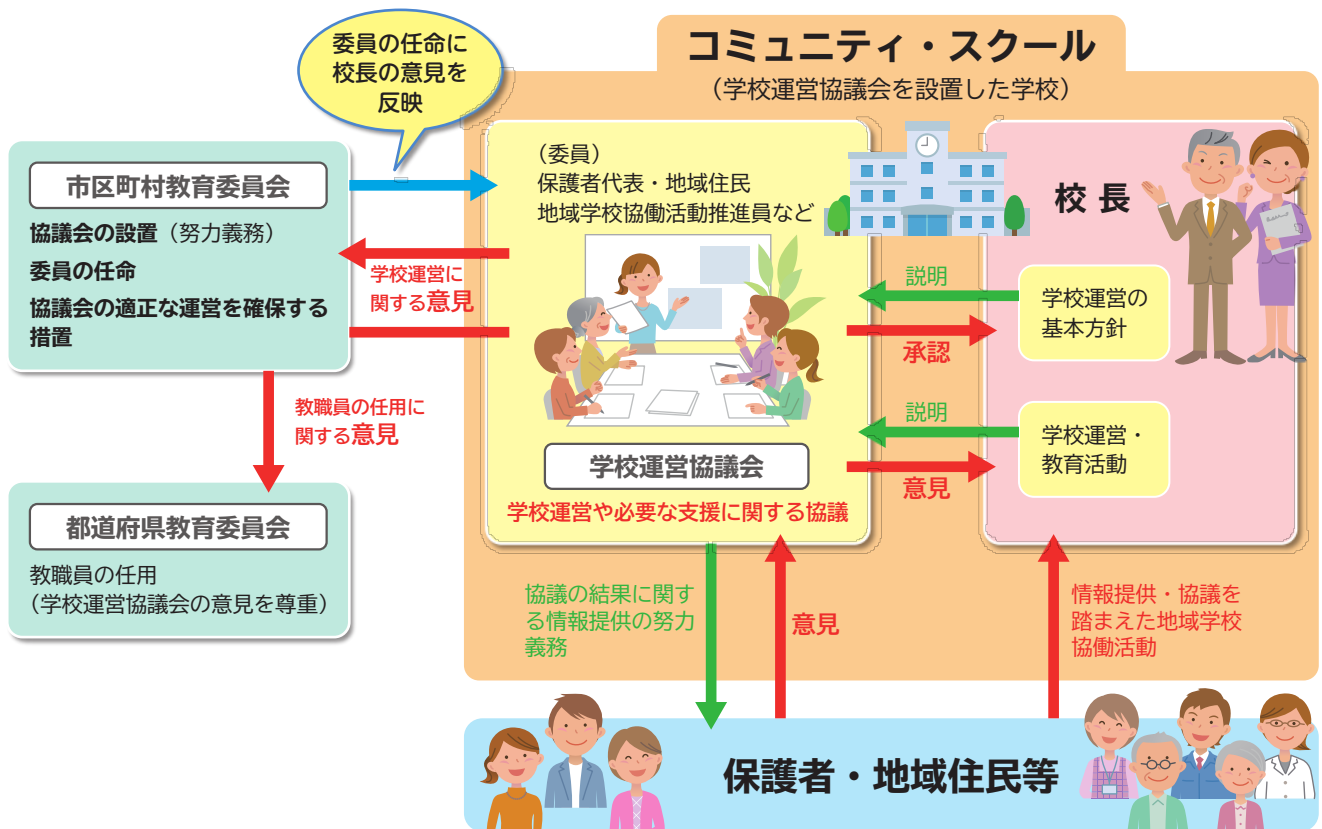 コミュニティ・スクール
（学校運営協議会を設置した学校）
委員の任命に
校長の意見を
反映
市区町村教育委員会
協議会の設置（努力義務）
委員の任命
協議会の適正な運営を確保する
措置
学校運営に
関する意見
教職員の任用に
関する意見
都道府県教育委員会
教職員の任用
（学校運営協議会の意見を尊重）
（委員）
保護者代表・地域住民
地域学校協働活動推進員など
学校運営協議会
学校運営や必要な支援に関する協議
校長
説明
学校運営の
基本方針
承認
説明
学校運営・
教育活動
意見
協議の結果に関す
る情報提供の努力
義務
意見
情報提供・協議を
踏まえた地域学校
協働活動
保護者・地域住民等